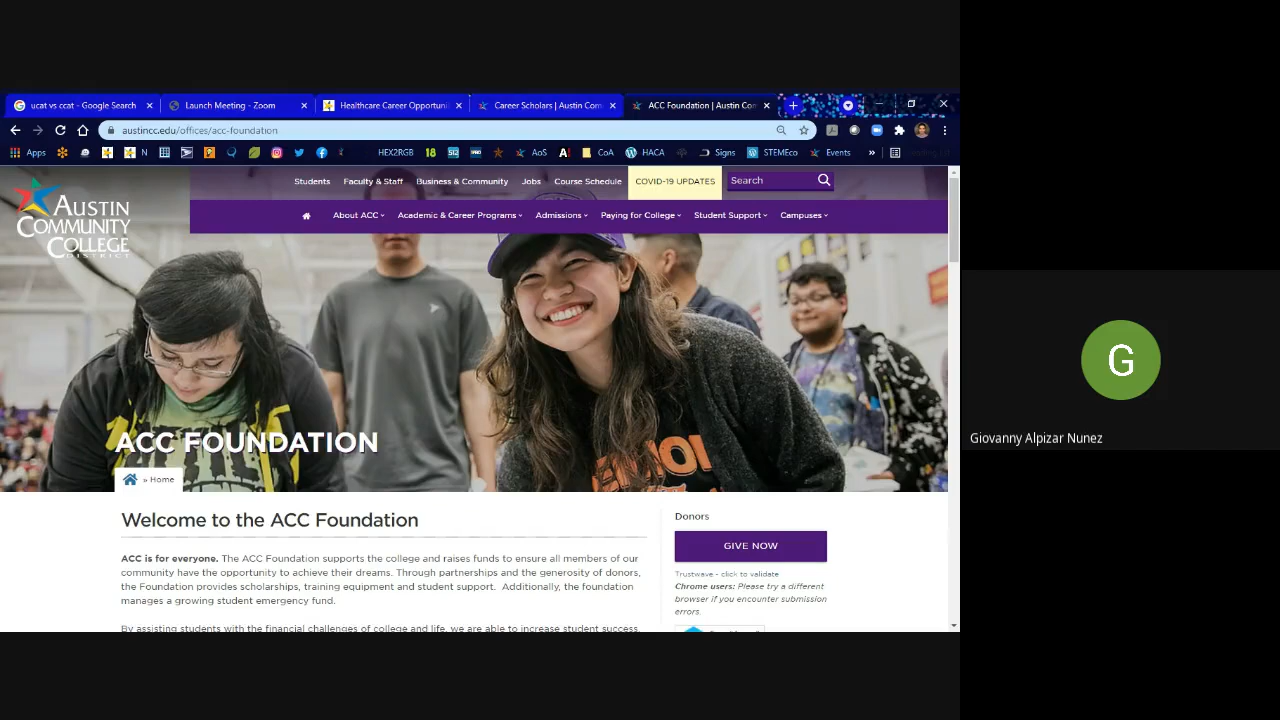 ucat vs ccat - Google Search
Launch Meeting - Zoom
Healthcare Career Opportuni
Career Scholars | Austin Com
ACC Foundation | Austin Com
austincc.edu/offices/acc-foundation
Apps
N
HEX2RGB
18
512
AoS
A!
CoA
HACA
Signs
STEMEco
Events
»
Students
Faculty & Staff
Business & Community
Jobs
Course Schedule
COVID-19 UPDATES
Search
AUSTIN
COMMUNITY
COLLEGE
DISTRICT
About ACC
Academic & Career Programs
Admissions
Paying for College
Student Support
Campuses
ACC FOUNDATION
» Home
Welcome to the ACC Foundation
ACC is for everyone. The ACC Foundation supports the college and raises funds to ensure all members of our
community have the opportunity to achieve their dreams. Through partnerships and the generosity of donors,
the Foundation provides scholarships, training equipment and student support. Additionally, the foundation
manages a growing student emergency fund.
By assisting students with the financial challenges of college and life, we are able to increase student success,
Donors
GIVE NOW
Trustwave - click to validate
Chrome users: Please try a different
browser if you encounter submission
errors.
G
Giovanny Alpizar Nunez